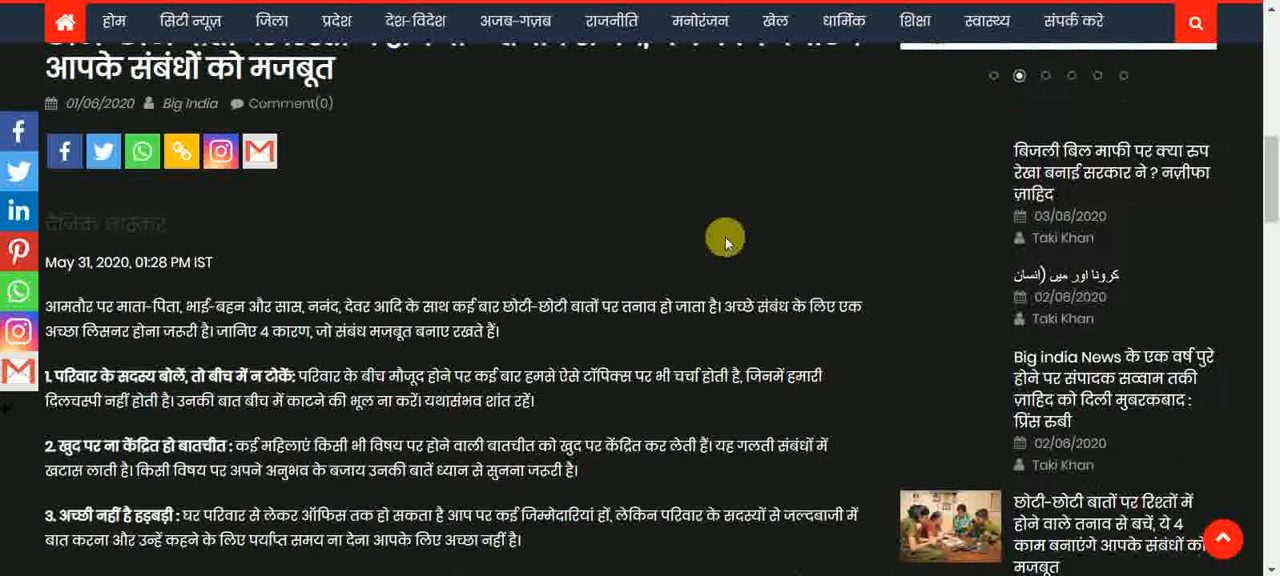 होम सिटी न्यूज़ जिला प्रदेश देश-विदेश अजब-गज़ब राजनीति मनोरंजन खेल धार्मिक शिक्षा स्वास्थ्य संपर्क करे
आपके संबंधों को मजबूत
01/06/2020 Big India Comment(0)
दैनिक भास्कर
May 31, 2020, 01:28 PM IST
आमतौर पर माता-पिता, भाई-बहन और सास, ननंद, देवर आदि के साथ कई बार छोटी-छोटी बातों पर तनाव हो जाता है। अच्छे संबंध के लिए एक
अच्छा लिसनर होना जरूरी है। जानिए 4 कारण, जो संबंध मजबूत बनाए रखते हैं।
1. परिवार के सदस्य बोलें, तो बीच में न टोकें: परिवार के बीच मौजूद होने पर कई बार हमसे ऐसे टॉपिक्स पर भी चर्चा होती है, जिनमें हमारी
दिलचस्पी नहीं होती है। उनकी बात बीच में काटने की भूल ना करें। यथासंभव शांत रहें।
2. खुद पर ना केंद्रित हो बातचीत : कई महिलाएं किसी भी विषय पर होने वाली बातचीत को खुद पर केंद्रित कर लेती हैं। यह गलती संबंधों में
खटास लाती है। किसी विषय पर अपने अनुभव के बजाय उनकी बातें ध्यान से सुनना जरूरी है।
3. अच्छी नहीं है हड़बड़ी : घर परिवार से लेकर ऑफिस तक हो सकता है आप पर कई जिम्मेदारियां हों, लेकिन परिवार के सदस्यों से जल्दबाजी में
बात करना और उन्हें कहने के लिए पर्याप्त समय ना देना आपके लिए अच्छा नहीं है।
बिजली बिल माफी पर क्या रुप
रेखा बनाई सरकार ने ? नज़ीफा
ज़ाहिद
03/06/2020
Taki Khan
کرونا اور میں (انسان
02/06/2020
Taki Khan
Big india News के एक वर्ष पुरें
होने पर संपादक सव्वाम तकी
ज़ाहिद को दिली मुबरकबाद :
प्रिंस रुबी
02/06/2020
Taki Khan
छोटी-छोटी बातों पर रिश्तों में
होने वाले तनाव से बचें, ये 4
काम बनाएंगे आपके संबंधों को
मजबूत